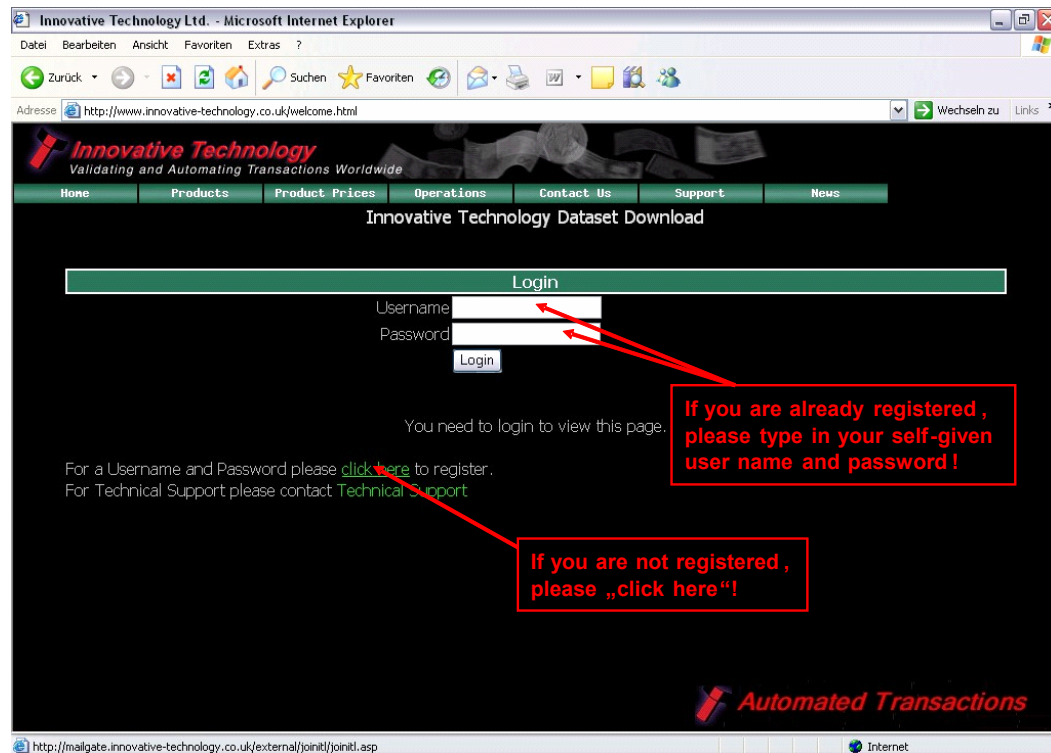 Innovative Technology Ltd. - Microsoft Internet Explorer
Datei Bearbeiten Ansicht Favoriten Extras ?
Zurück Suchen Favoriten
Adresse http://www.innovative-technology.co.uk/welcome.html Wechseln zu Links
Innovative Technology
Validating and Automating Transactions Worldwide
Home Products Product Prices Operations Contact Us Support News
Innovative Technology Dataset Download
Login
Username
Password
Login
You need to login to view this page.
If you are already registered ,
please type in your self-given
user name and password !
For a Username and Password please click here to register.
For Technical Support please contact Technical Support
If you are not registered ,
please „click here“!
Automated Transactions
http://mailgate.innovative-technology.co.uk/external/joinitl/joinitl.asp Internet